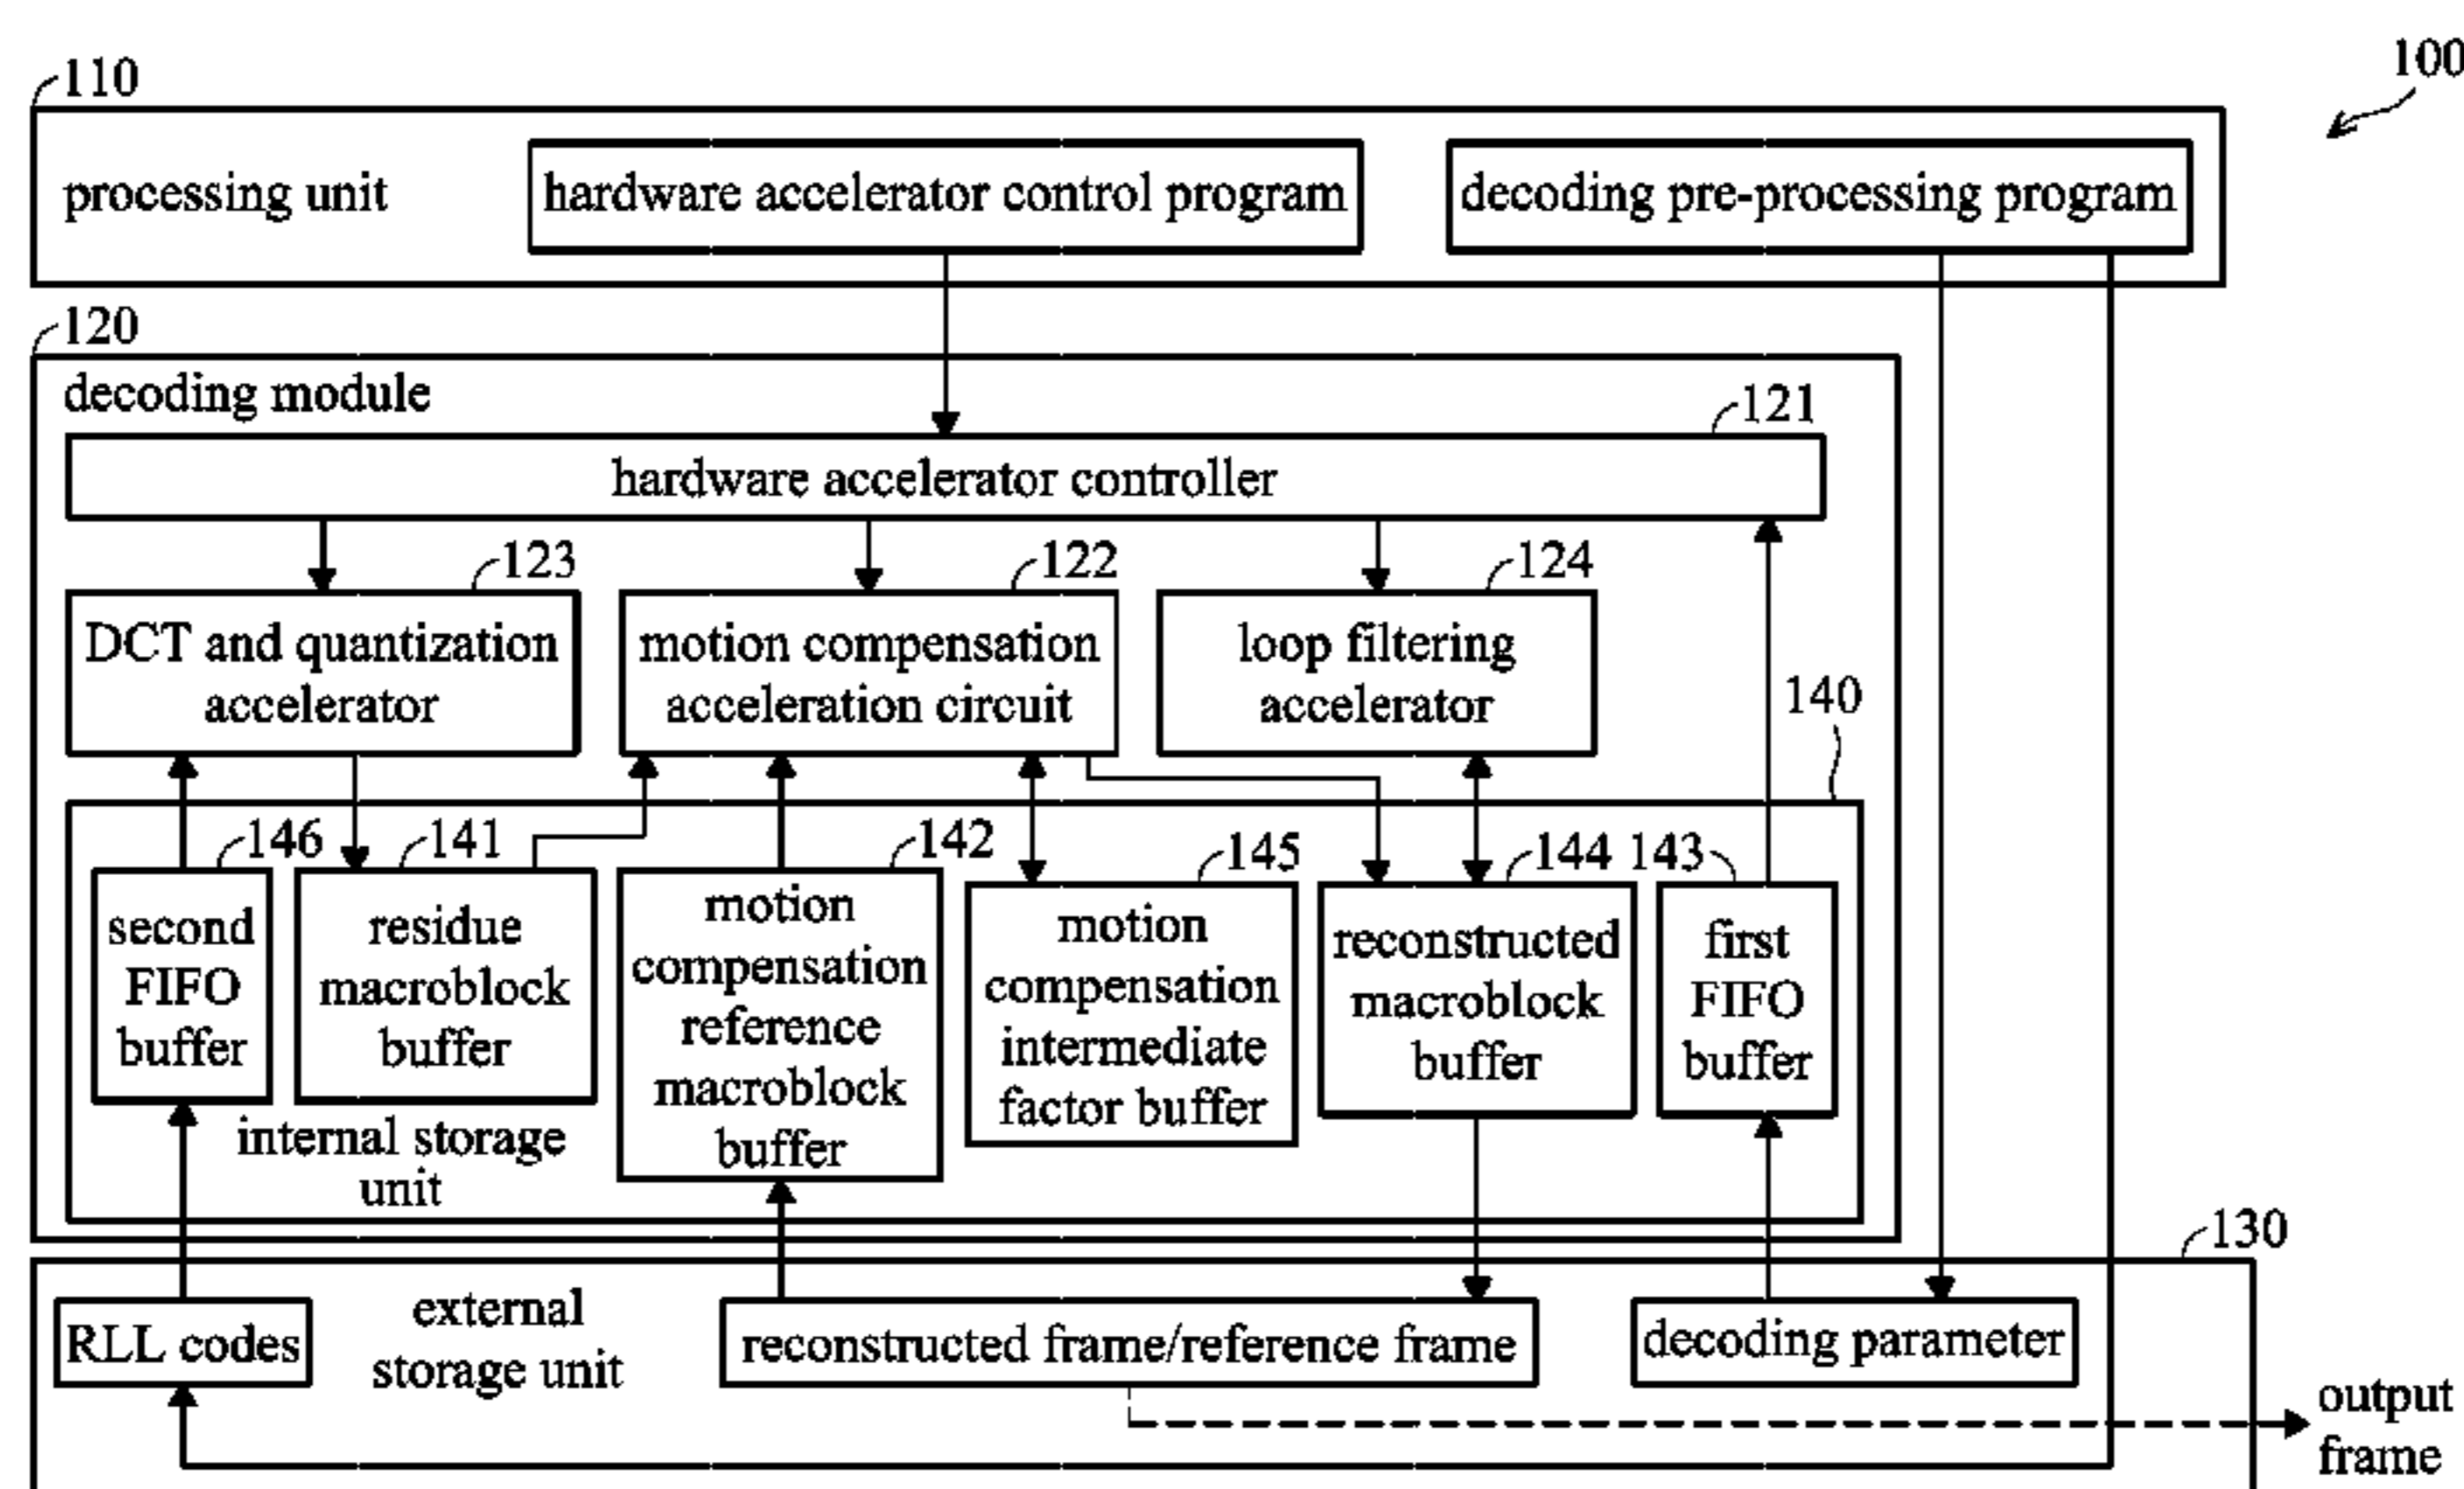 100
110
processing unit
hardware accelerator control program
decoding pre-processing program
120
decoding module
121
hardware accelerator controller
123
122
124
DCT and quantization
accelerator
motion compensation
acceleration circuit
loop filtering
accelerator
140
146
141
142
145
144
143
second
FIFO
buffer
residue
macroblock
buffer
motion
compensation
reference
macroblock
buffer
motion
compensation
intermediate
factor buffer
reconstructed
macroblock
buffer
first
FIFO
buffer
internal storage
unit
130
RLL codes
external
storage unit
reconstructed frame/reference frame
decoding parameter
output
frame